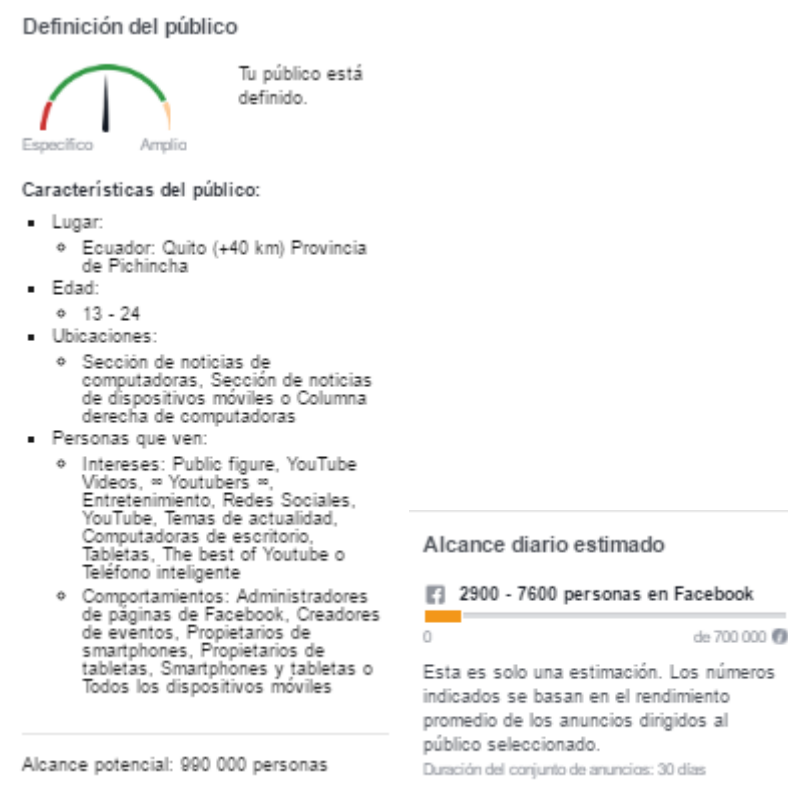 Definición del público
Tu público está
definido.
Específico
Amplio
Características del público:
Lugar:
Ecuador: Quito (+40 km) Provincia
de Pichincha
Edad:
13 - 24
Ubicaciones:
Sección de noticias de
computadoras, Sección de noticias
de dispositivos móviles o Columna
derecha de computadoras
Personas que ven:
Intereses: Public figure, YouTube
Videos, ∞ Youtubers ∞,
Entretenimiento, Redes Sociales,
YouTube, Temas de actualidad,
Computadoras de escritorio,
Tabletas, The best of Youtube o
Teléfono inteligente
Comportamientos: Administradores
de páginas de Facebook, Creadores
de eventos, Propietarios de
smartphones, Propietarios de
tabletas, Smartphones y tabletas o
Todos los dispositivos móviles
Alcance potencial: 990 000 personas
Alcance diario estimado
2900 - 7600 personas en Facebook
0
de 700 000
Esta es solo una estimación. Los números
indicados se basan en el rendimiento
promedio de los anuncios dirigidos al
público seleccionado.
Duración del conjunto de anuncios: 30 días